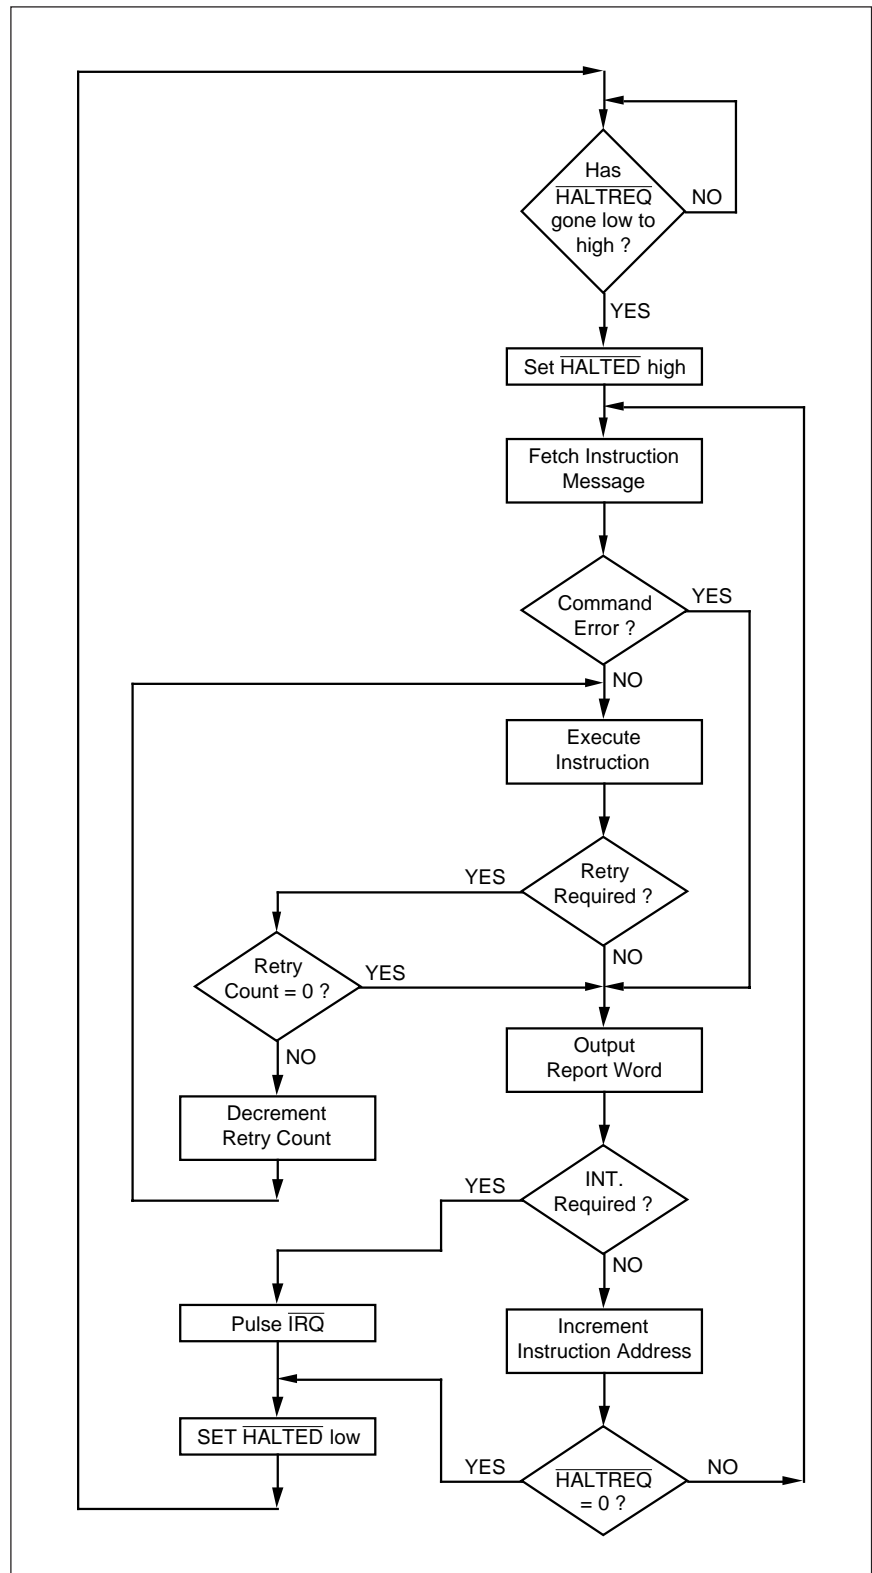 Has
HALTREQ
gone low to
high ?
NO
YES
Set HALTED high
Fetch Instruction
Message
Command
Error ?
YES
NO
Execute
Instruction
Retry
Required ?
YES
NO
Retry
Count = 0 ?
YES
NO
Output
Report Word
Decrement
Retry Count
INT.
Required ?
YES
NO
Pulse IRQ
Increment
Instruction Address
SET HALTED low
HALTREQ
= 0 ?
YES
NO